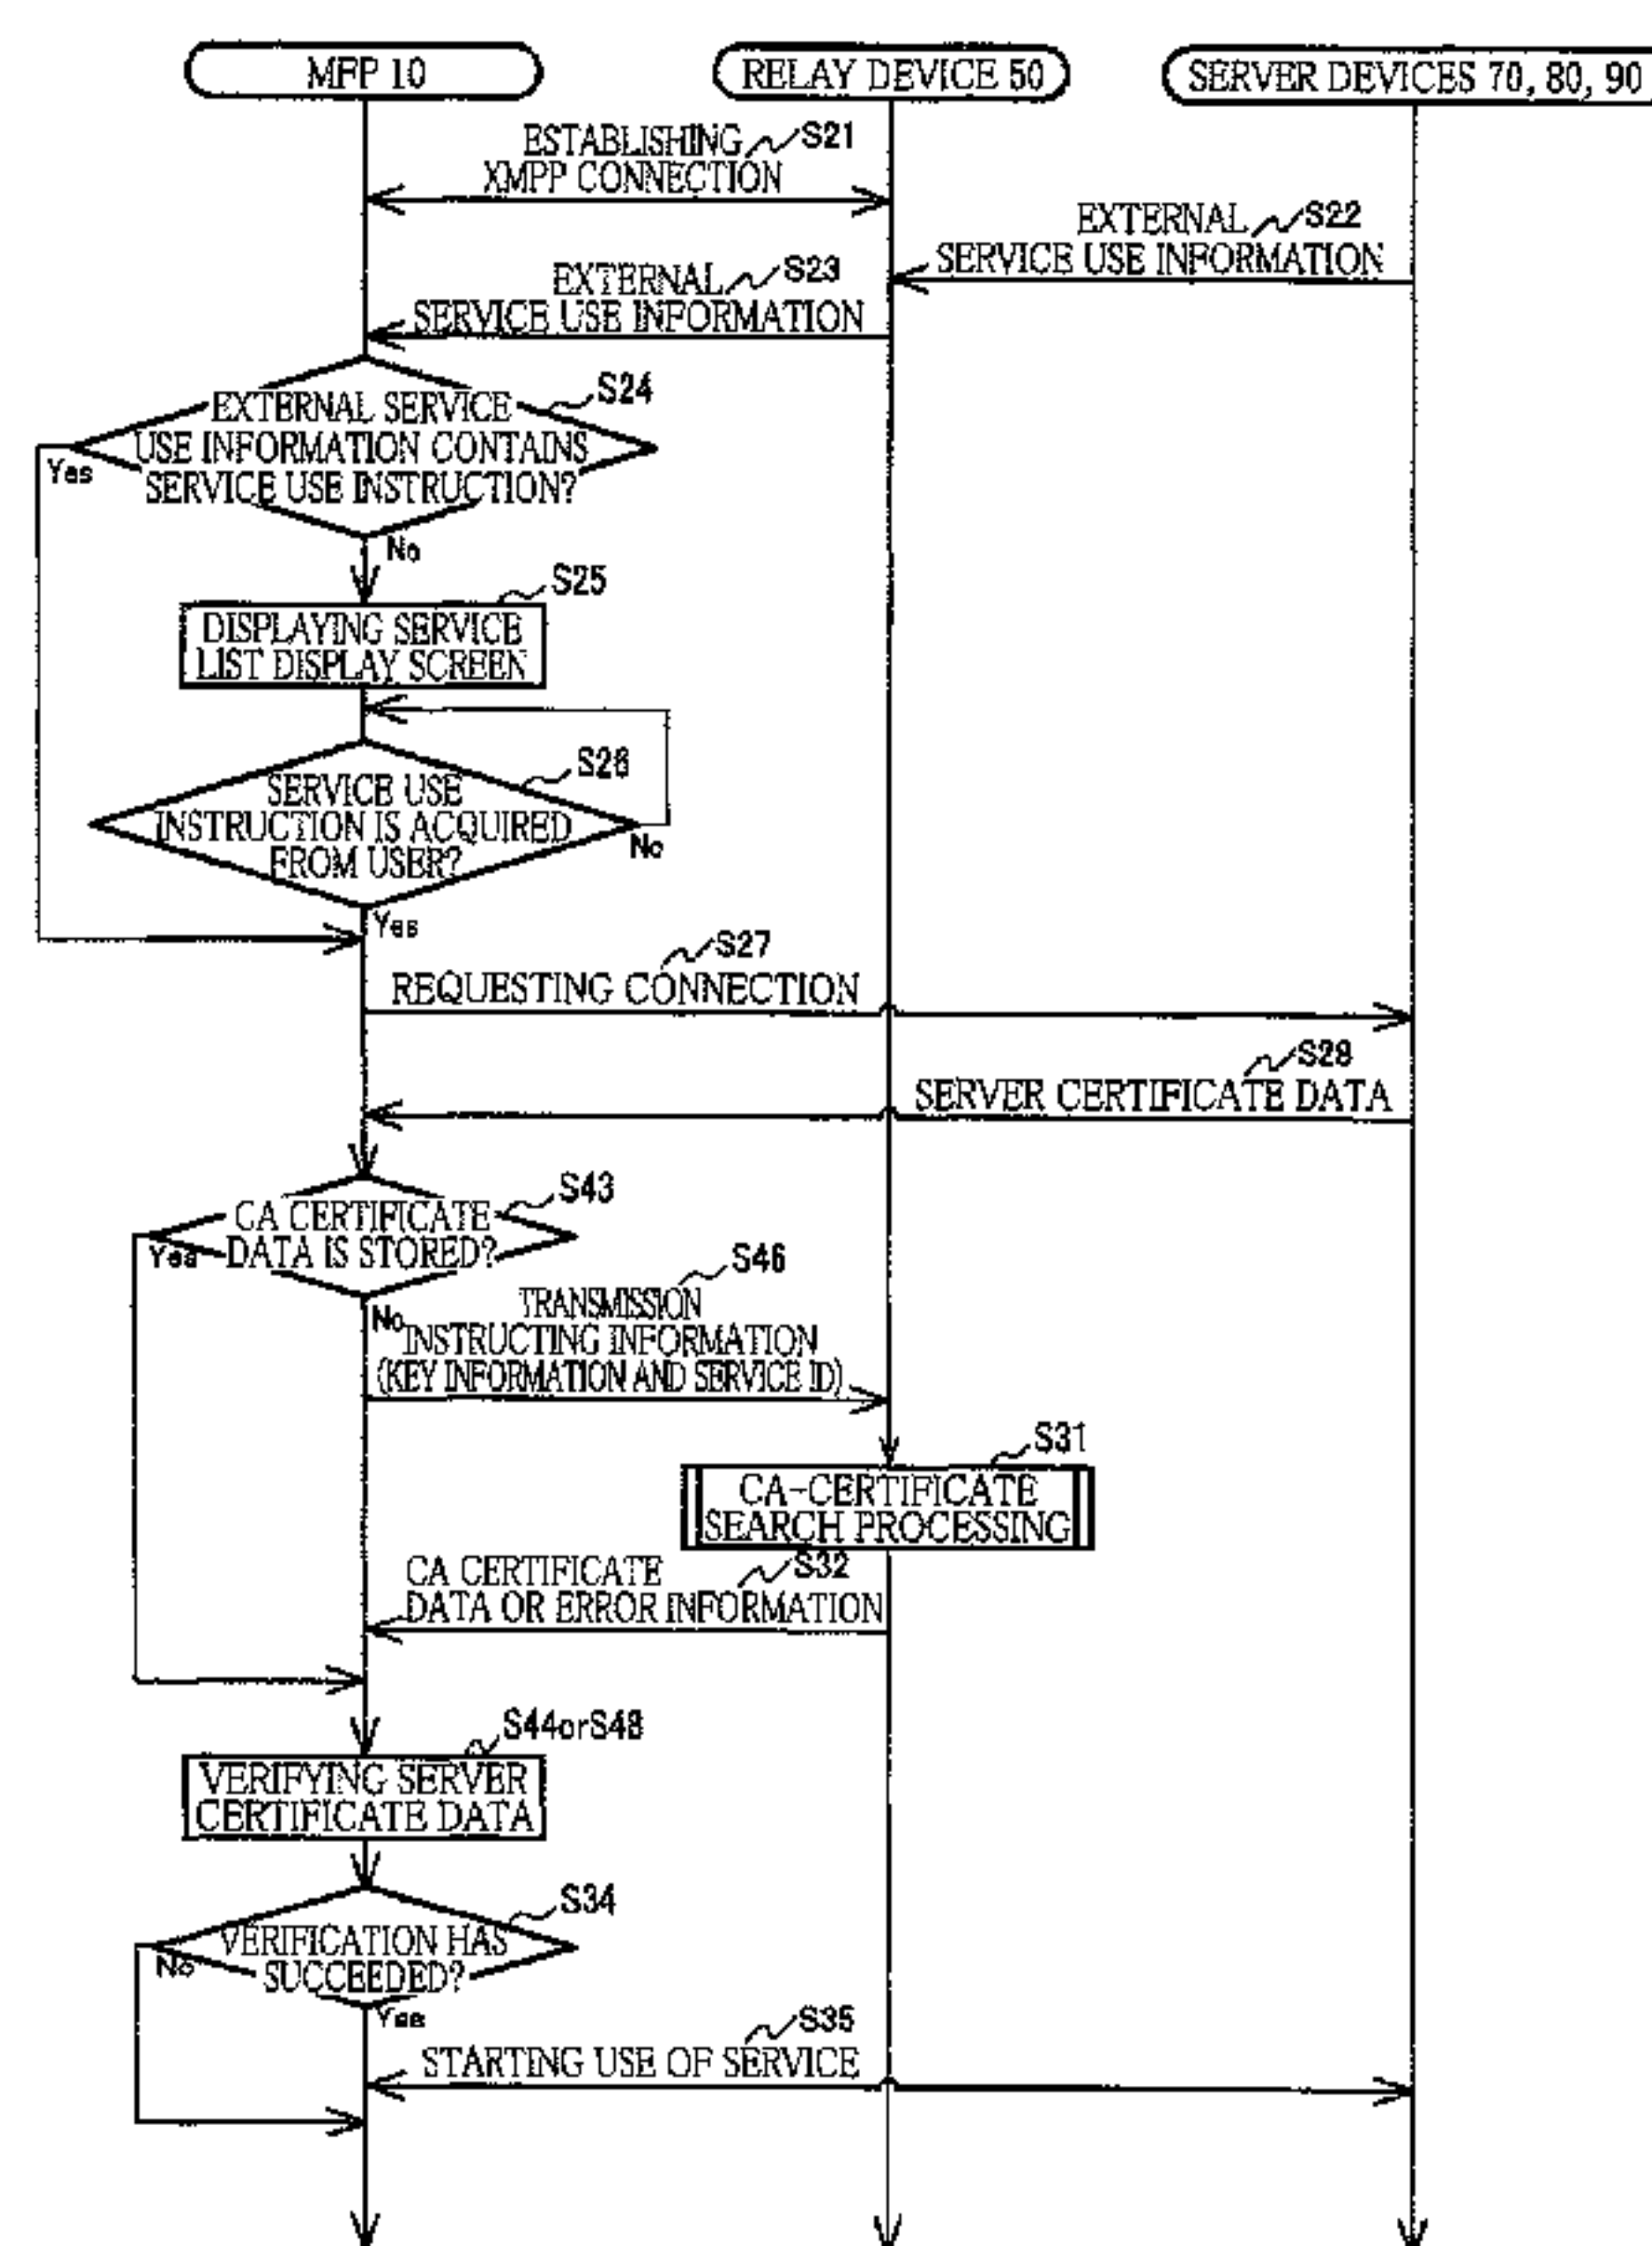 MFP 10
RELAY DEVICE 50
SERVER DEVICES 70, 80, 90
ESTABLISHING
XMPP CONNECTION
S21
EXTERNAL
SERVICE USE INFORMATION
S22
EXTERNAL
SERVICE USE INFORMATION
S23
EXTERNAL SERVICE
USE INFORMATION CONTAINS
SERVICE USE INSTRUCTION?
S24
Yes
No
DISPLAYING SERVICE
LIST DISPLAY SCREEN
S25
SERVICE USE
INSTRUCTION IS ACQUIRED
FROM USER?
S26
No
Yes
REQUESTING CONNECTION
S27
SERVER CERTIFICATE DATA
S28
CA CERTIFICATE
DATA IS STORED?
S43
Yes
No
TRANSMISSION
INSTRUCTING INFORMATION
(KEY INFORMATION AND SERVICE ID)
S46
CA-CERTIFICATE
SEARCH PROCESSING
S31
CA CERTIFICATE
DATA OR ERROR INFORMATION
S32
VERIFYING SERVER
CERTIFICATE DATA
S44orS48
VERIFICATION HAS
SUCCEEDED?
S34
No
Yes
STARTING USE OF SERVICE
S35